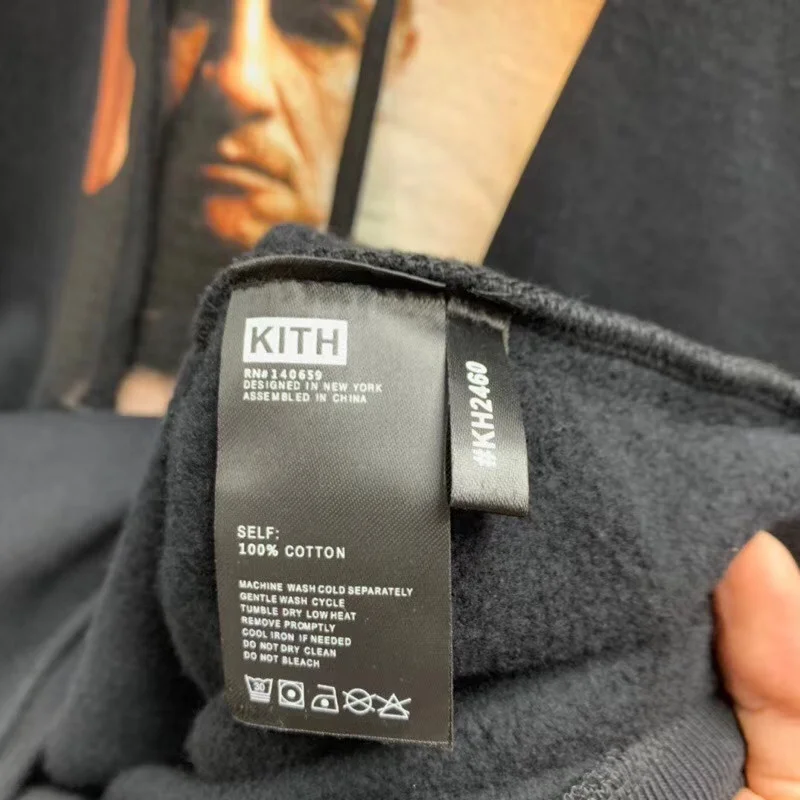 KITH
RN#140659
DESIGNED IN NEW YORK
ASSEMBLED IN CHINA
#KH2460
SELF:
100% COTTON
MACHINE WASH COLD SEPARATELY
GENTLE WASH CYCLE
TUMBLE DRY LOW HEAT
REMOVE PROMPTLY
COOL IRON IF NEEDED
DO NOT DRY CLEAN
DO NOT BLEACH
30